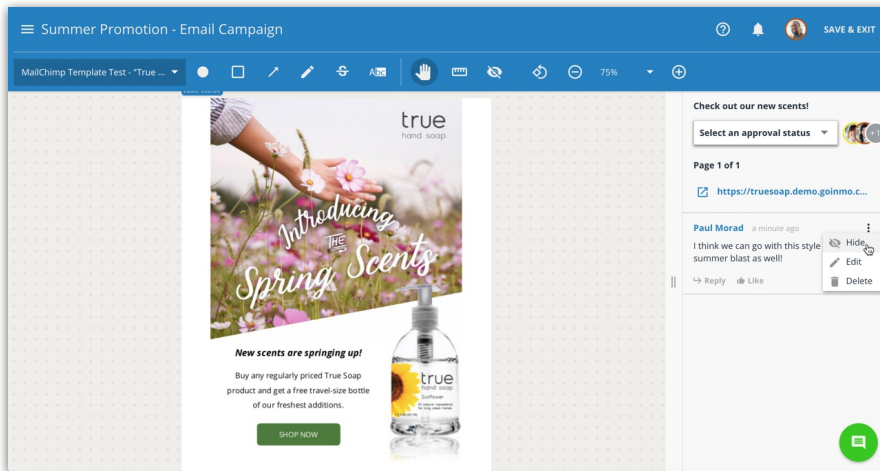 Summer Promotion - Email Campaign
SAVE & EXIT
MailChimp Template Test - "True ...
S
Abc
75%
true
hand soap
Introducing
THE
Spring Scents
New scents are springing up!
Buy any regularly priced True Soap
product and get a free travel-size bottle
of our freshest additions.
SHOP NOW
true
hand soap
Sunflower
Check out our new scents!
Select an approval status
+1
Page 1 of 1
https://truesoap.demo.goinmo.c...
Paul Morad a minute ago
I think we can go with this style
summer blast as well!
Reply Like
Hide
Edit
Delete